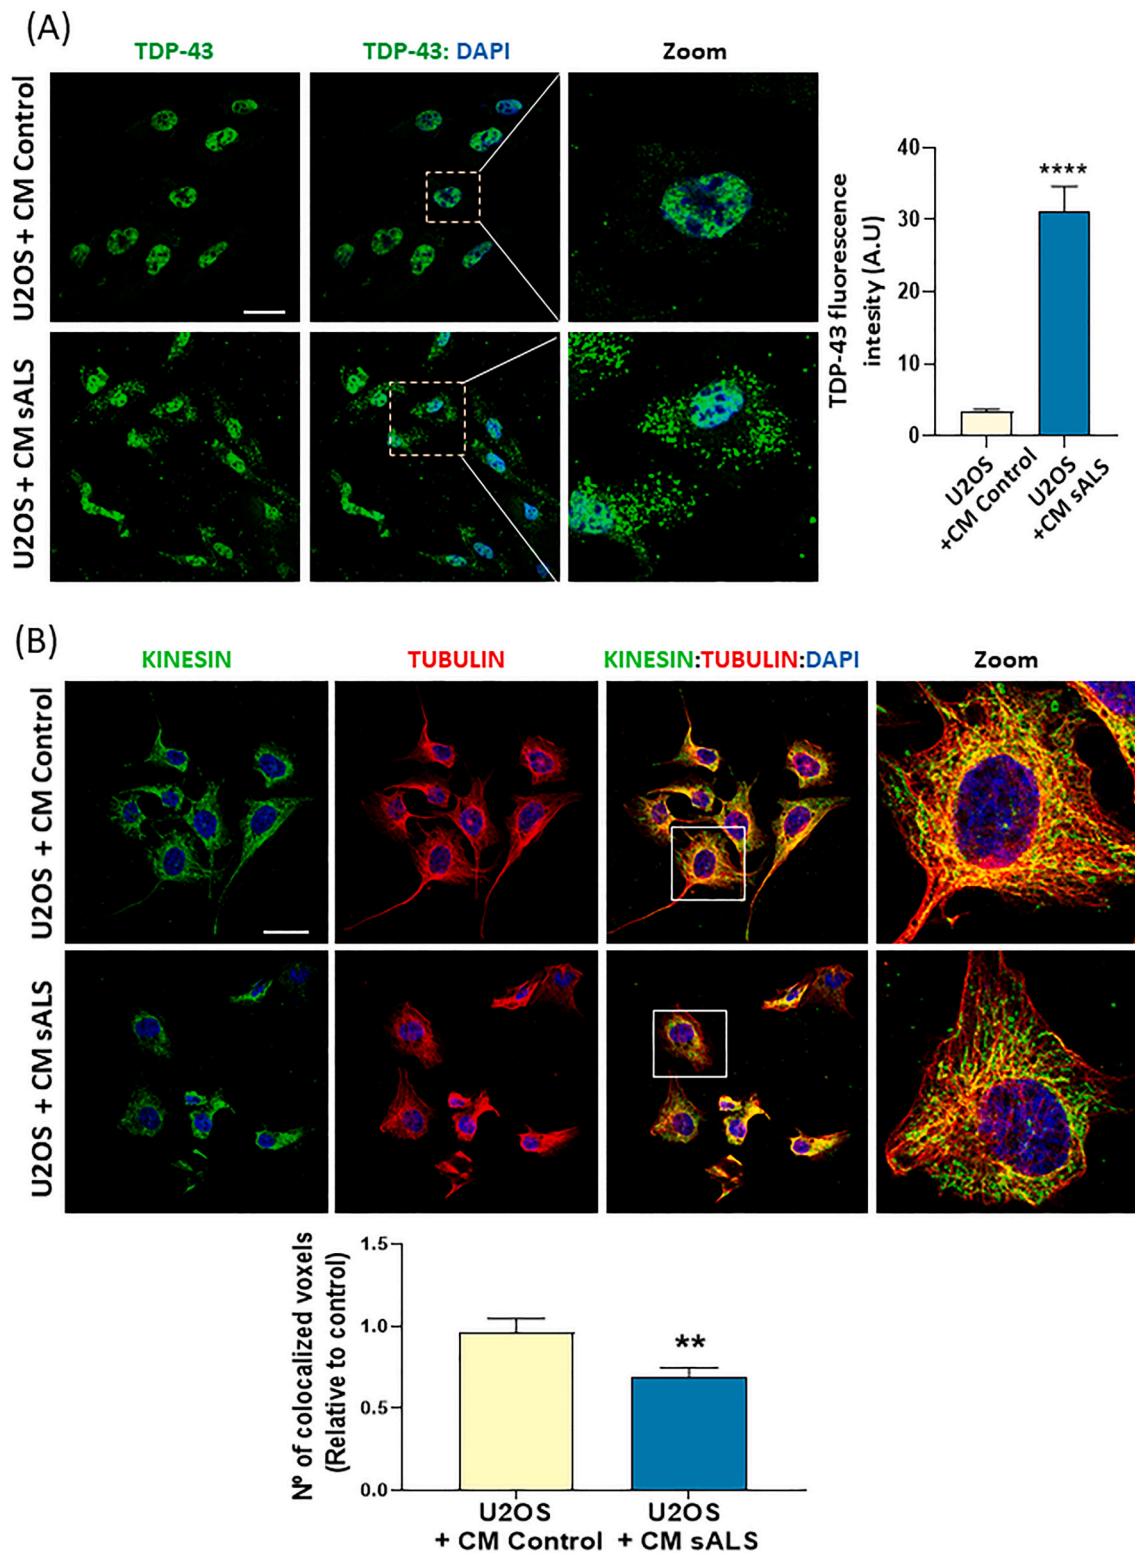 (A)
TDP-43
TDP-43: DAPI
Zoom
U2OS + CM Control
U2OS + CM sALS
TDP-43 fluorescence
intesity (A.U)
40
30
20
10
0
****
U2OS
+CM Control
U2OS
+CM sALS
(B)
KINESIN
TUBULIN
KINESIN:TUBULIN:DAPI
Zoom
U2OS + CM Control
U2OS + CM sALS
Nº of colocalized voxels
(Relative to control)
1.5
1.0
0.5
0.0
**
U2OS
+ CM Control
U2OS
+ CM sALS